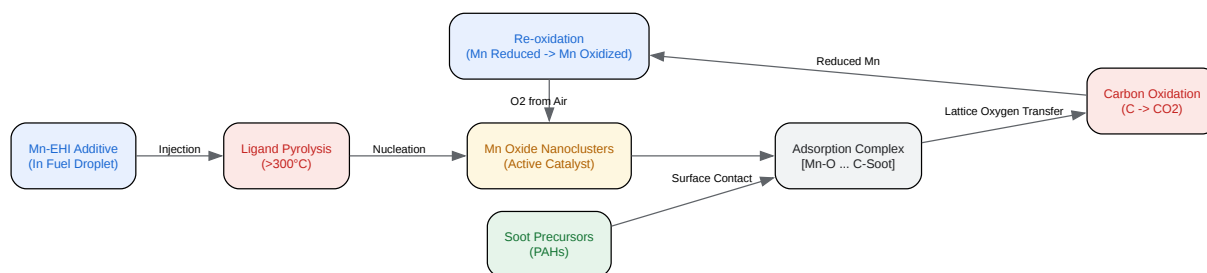 Re-oxidation
(Mn Reduced -> Mn Oxidized)
Reduced Mn
Carbon Oxidation
(C -> CO2)
O2 from Air
Lattice Oxygen Transfer
Mn-EHI Additive
(In Fuel Droplet)
Injection
Ligand Pyrolysis
(>300°C)
Nucleation
Mn Oxide Nanoclusters
(Active Catalyst)
Adsorption Complex
[Mn-O ... C-Soot]
Surface Contact
Soot Precursors
(PAHs)